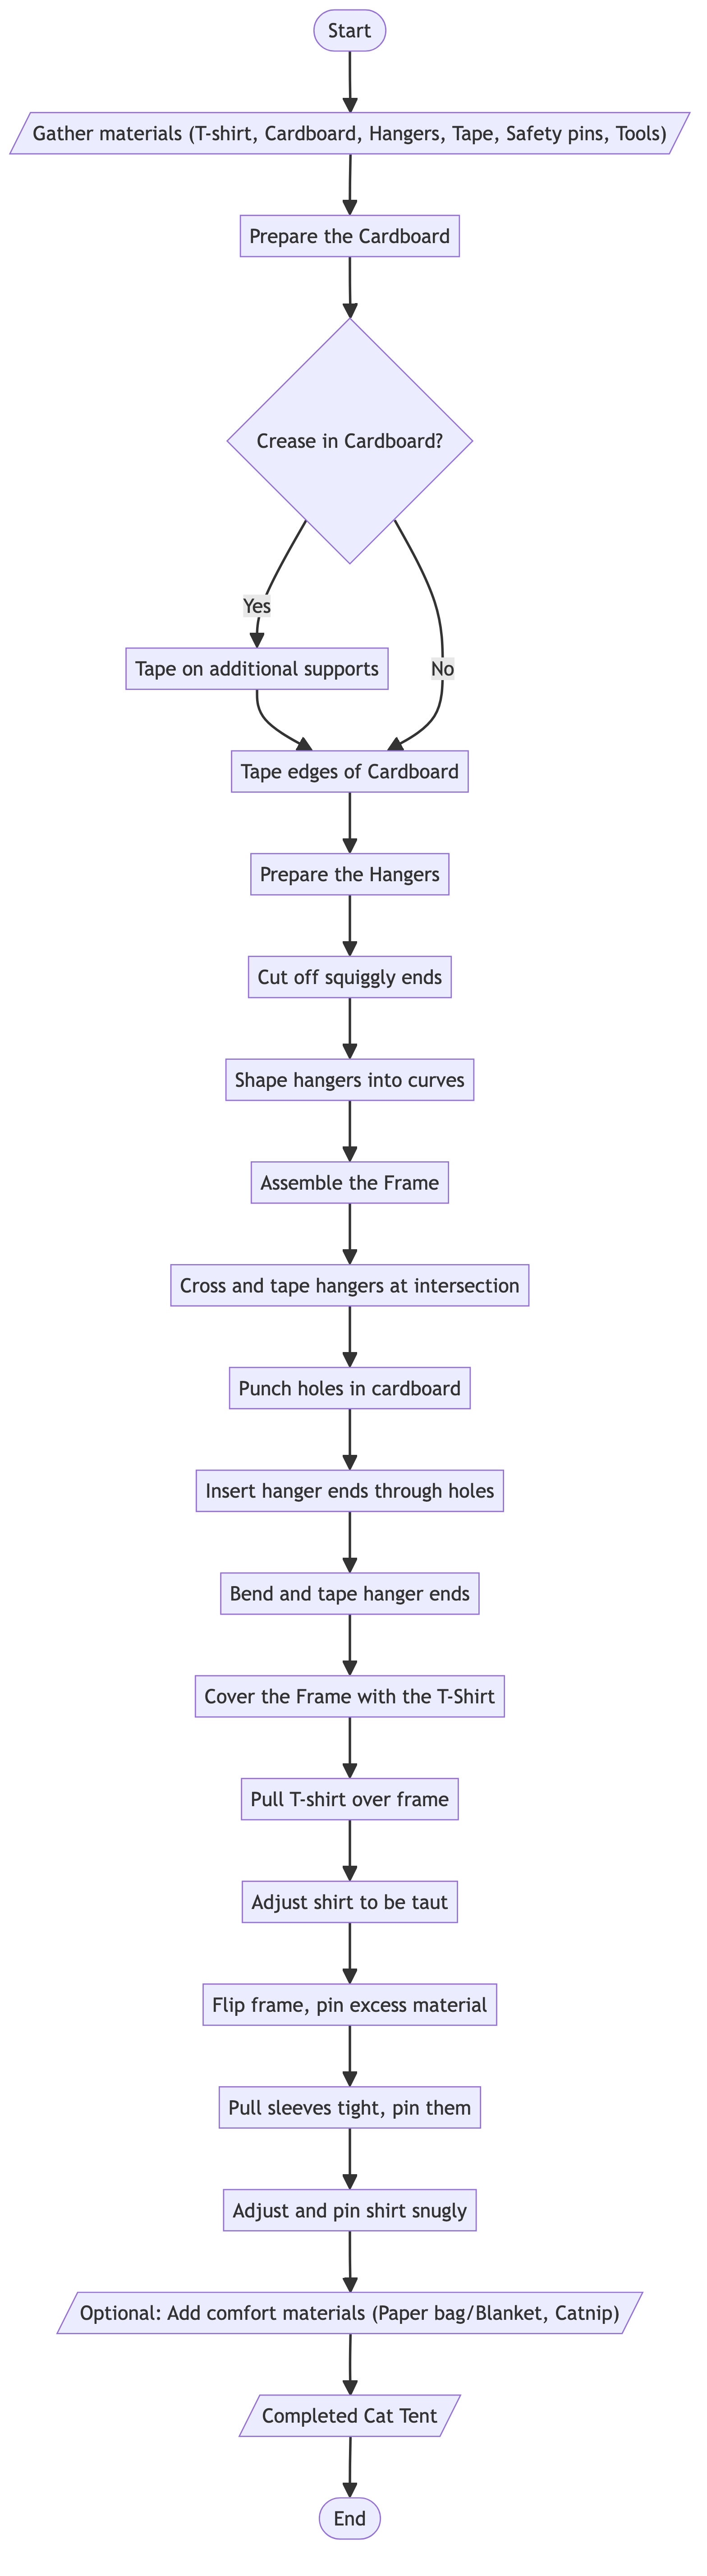 Start
Gather materials (T-shirt, Cardboard, Hangers, Tape, Safety pins, Tools)
Prepare the Cardboard
Crease in Cardboard?
Yes
Tape on additional supports
No
Tape edges of Cardboard
Prepare the Hangers
Cut off squiggly ends
Shape hangers into curves
Assemble the Frame
Cross and tape hangers at intersection
Punch holes in cardboard
Insert hanger ends through holes
Bend and tape hanger ends
Cover the Frame with the T-Shirt
Pull T-shirt over frame
Adjust shirt to be taut
Flip frame, pin excess material
Pull sleeves tight, pin them
Adjust and pin shirt snugly
Optional: Add comfort materials (Paper bag/Blanket, Catnip)
Completed Cat Tent
End